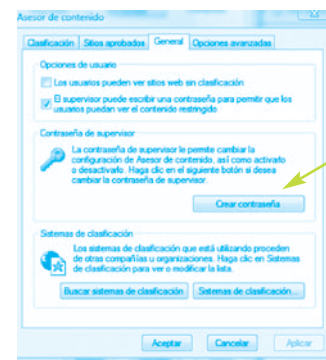 Asesor de contenido
Clasificación Sitios aprobados General Opciones avanzadas
Opciones de usuario
Los usuarios pueden ver sitios web sin clasificación
El supervisor puede escribir una contraseña para permitir que los
usuarios puedan ver el contenido restringido
Contraseña de supervisor
La contraseña de supervisor le permite cambiar la
configuración de Asesor de contenido, así como activarlo
o desactivarlo. Haga clic en el siguiente botón si desea
cambiar la contraseña de supervisor.
Crear contraseña
Sistemas de clasificación
Los sistemas de clasificación que está utilizando proceden
de otras compañías u organizaciones. Haga clic en Sistemas
de clasificación para ver o modificar la lista.
Buscar sistemas de clasificación Sistemas de clasificación...
Aceptar Cancelar Aplicar